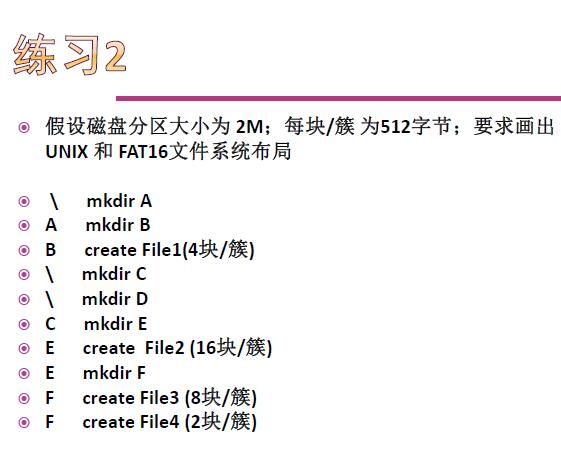 练习2
假设磁盘分区大小为 2M；每块/簇 为512字节；要求画出
UNIX 和 FAT16文件系统布局
\ mkdir A
A mkdir B
B create File1(4块/簇)
\ mkdir C
\ mkdir D
C mkdir E
E create File2 (16块/簇)
E mkdir F
F create File3 (8块/簇)
F create File4 (2块/簇)